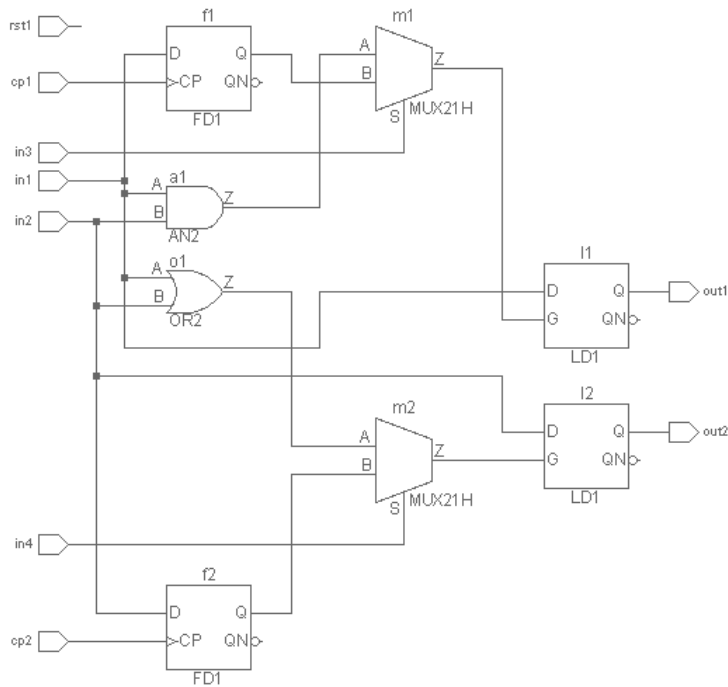 rst1
f1
D
Q
cp1
CP
QN
FD1
m1
A
B
Z
S
MUX21H
in3
in1
in2
a1
A
B
Z
AN2
o1
A
B
Z
OR2
l1
D
Q
G
QN
LD1
out1
l2
D
Q
G
QN
LD1
out2
m2
A
B
Z
S
MUX21H
in4
f2
D
Q
cp2
CP
QN
FD1